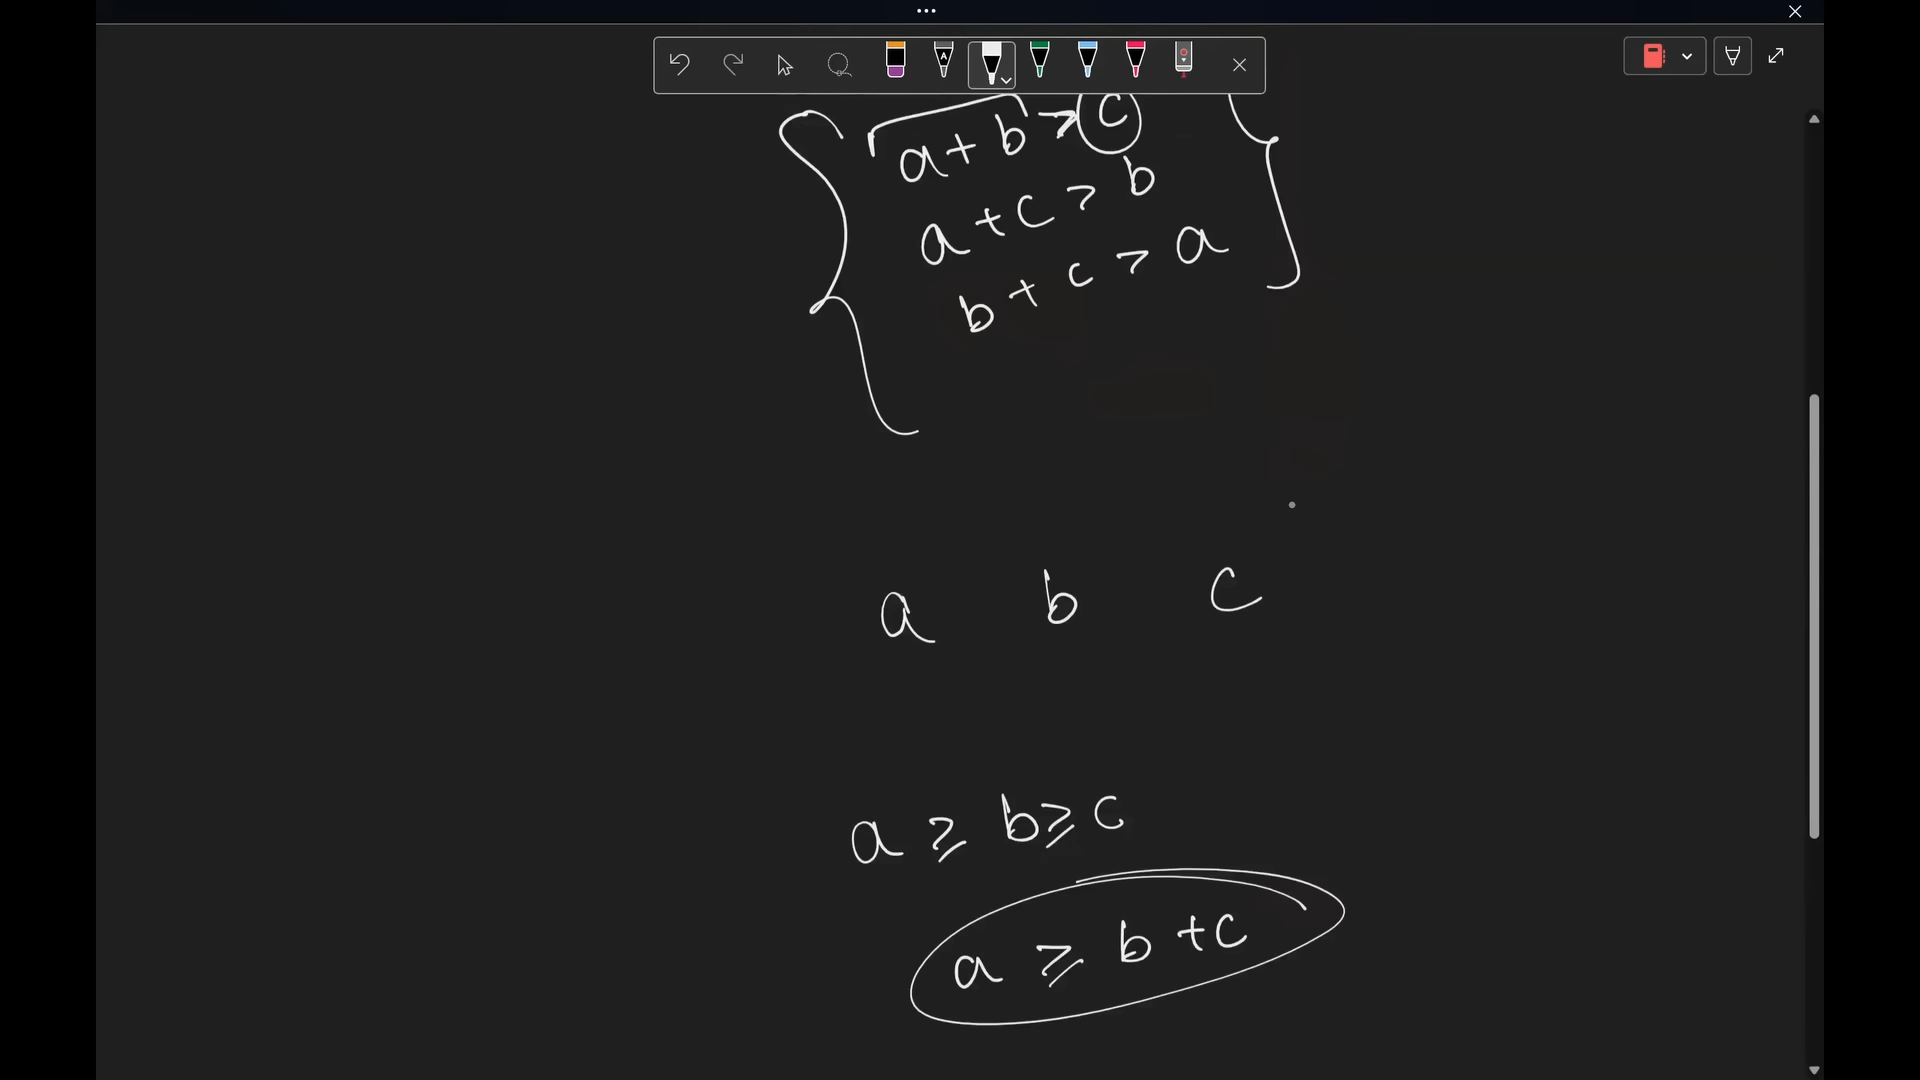 a + b > c
a + c > b
b + c > a
a b c
a ≥ b ≥ c
a ≥ b + c